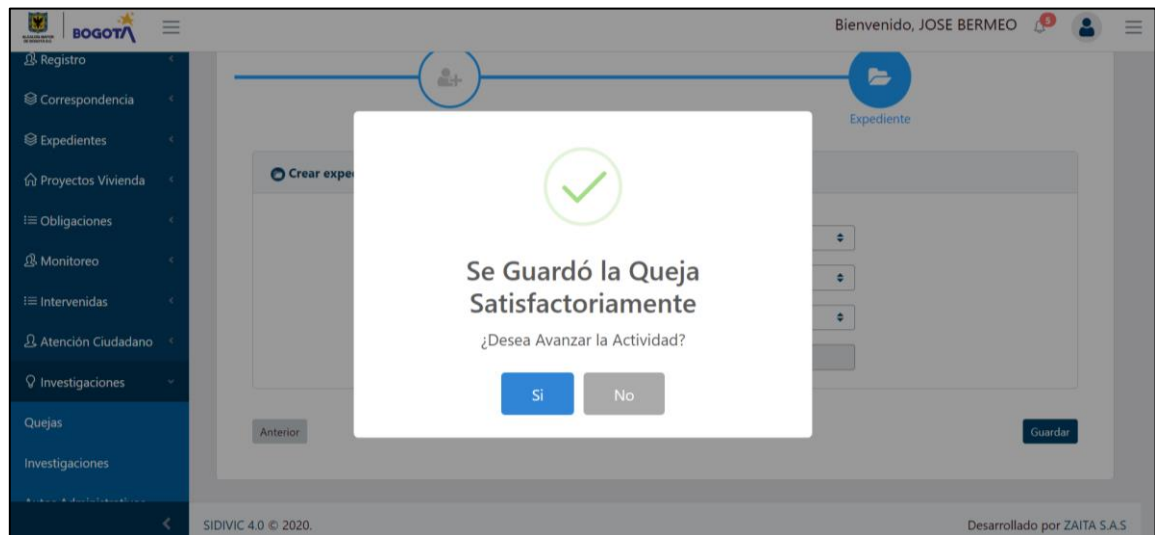 BOGOTÁ
Bienvenido, JOSE BERMEO
5
Registro
Correspondencia
Expedientes
Proyectos Vivienda
Obligaciones
Monitoreo
Intervenidas
Atención Ciudadano
Investigaciones
Quejas
Investigaciones
Expediente
Crear expe
Se Guardó la Queja
Satisfactoriamente
¿Desea Avanzar la Actividad?
Si
No
Anterior
Guardar
SIDIVIC 4.0 © 2020.
Desarrollado por ZAITA S.A.S